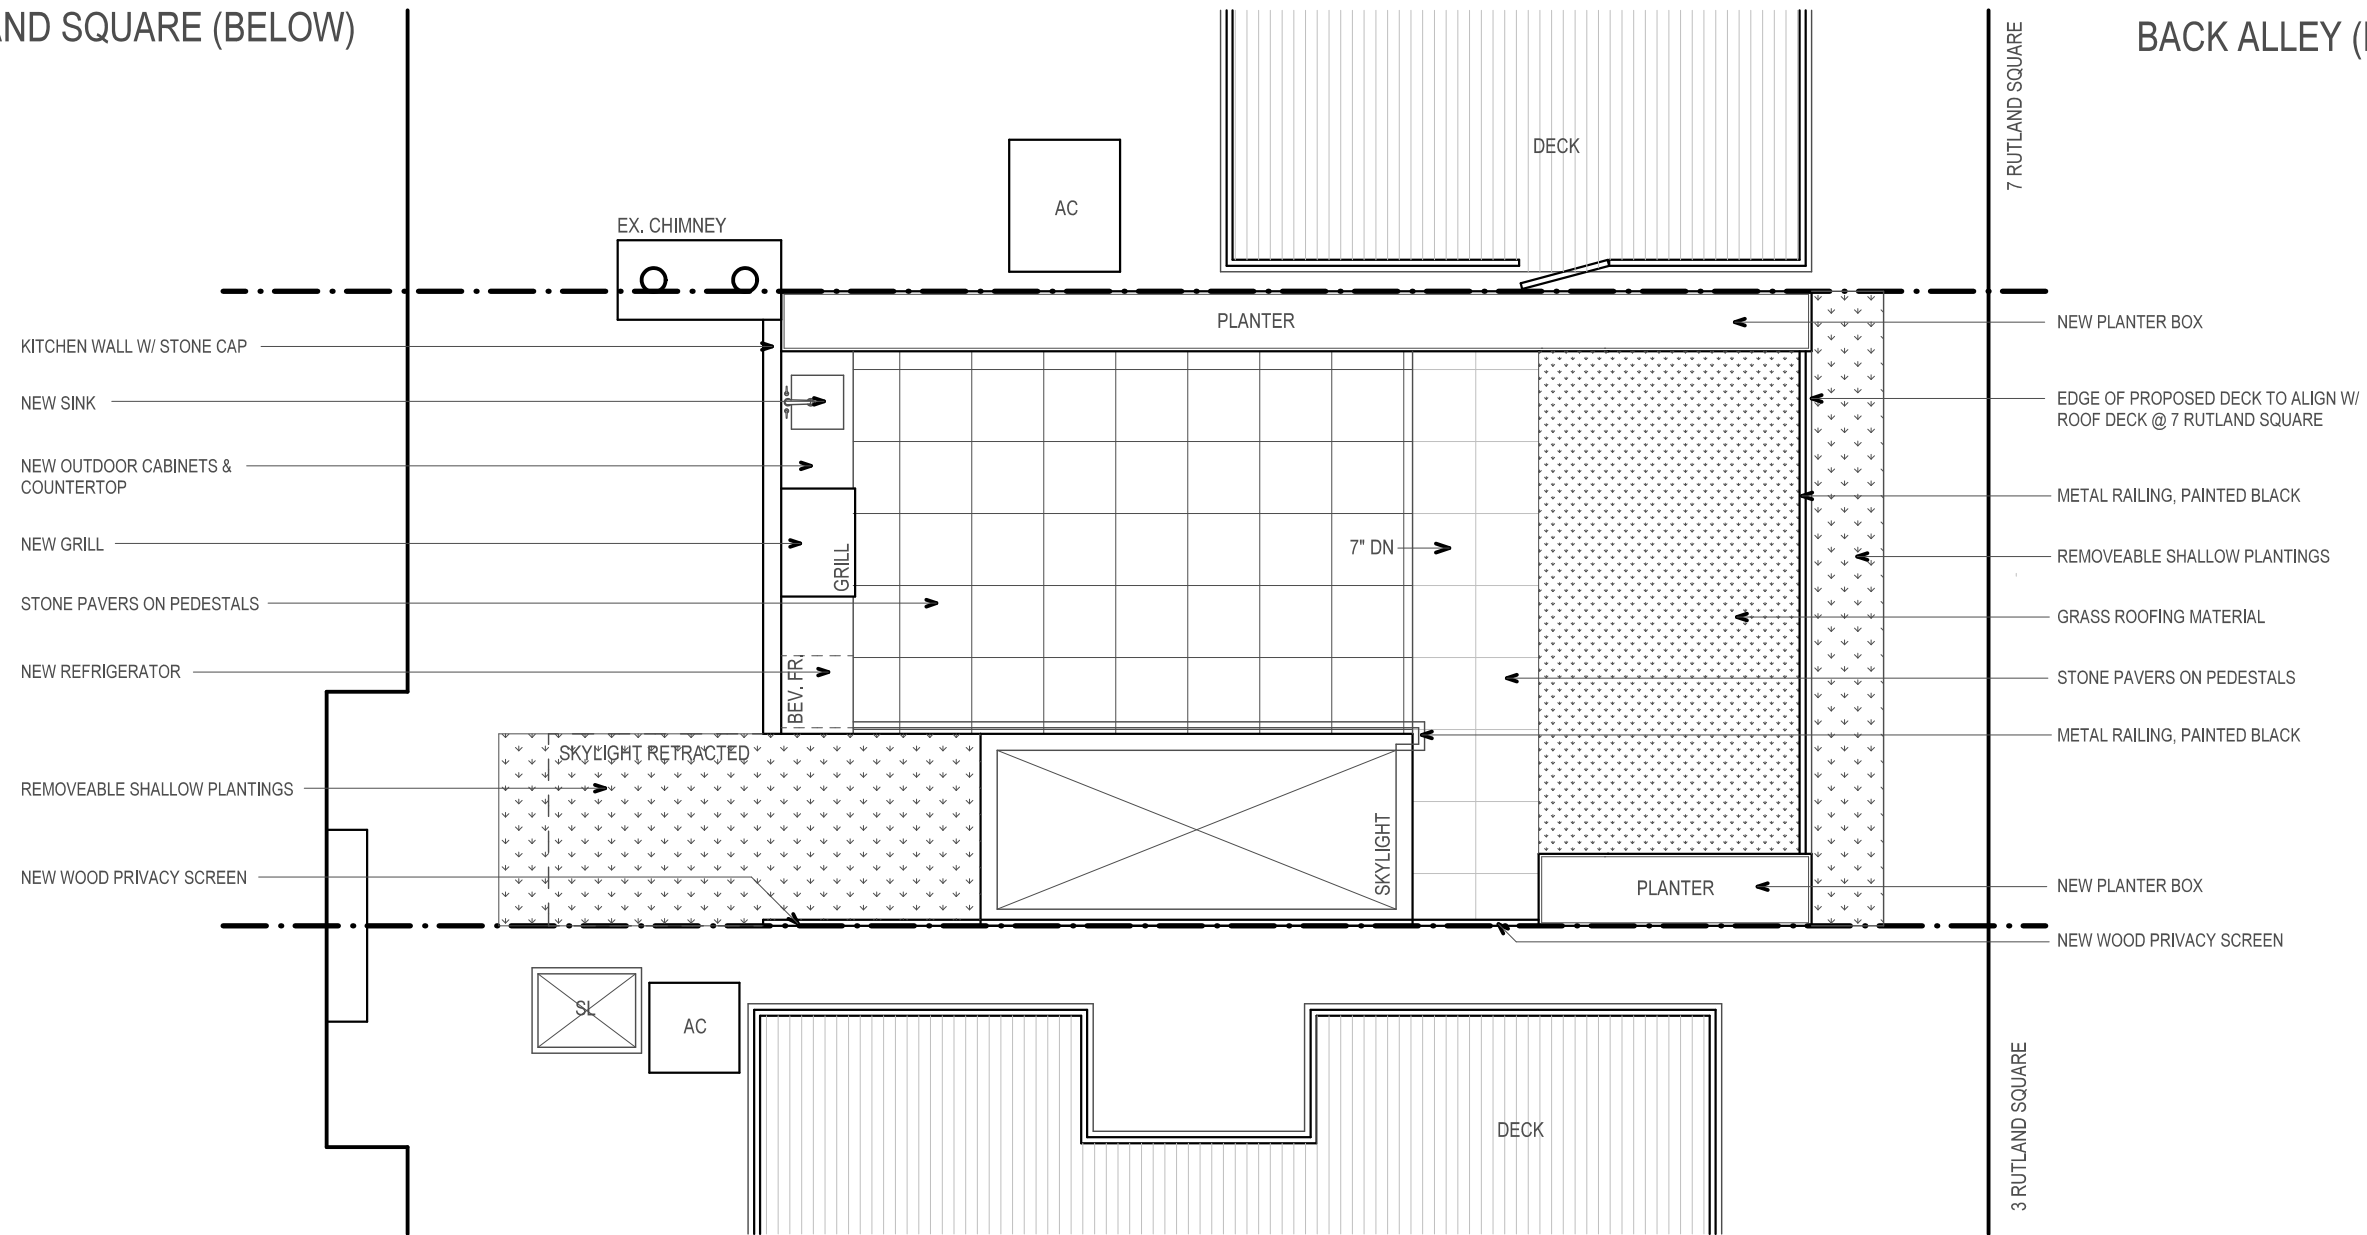 AND SQUARE (BELOW)
BACK ALLEY (
7 RUTLAND SQUARE
DECK
AC
EX. CHIMNEY
PLANTER
KITCHEN WALL W/ STONE CAP
NEW SINK
NEW OUTDOOR CABINETS &
COUNTERTOP
NEW GRILL
STONE PAVERS ON PEDESTALS
NEW REFRIGERATOR
REMOVEABLE SHALLOW PLANTINGS
NEW WOOD PRIVACY SCREEN
GRILL
BEV. FR.
7" DN
SKYLIGHT RETRACTED
SKYLIGHT
PLANTER
NEW PLANTER BOX
EDGE OF PROPOSED DECK TO ALIGN W/
ROOF DECK @ 7 RUTLAND SQUARE
METAL RAILING, PAINTED BLACK
REMOVEABLE SHALLOW PLANTINGS
GRASS ROOFING MATERIAL
STONE PAVERS ON PEDESTALS
METAL RAILING, PAINTED BLACK
NEW PLANTER BOX
NEW WOOD PRIVACY SCREEN
SL
AC
DECK
3 RUTLAND SQUARE